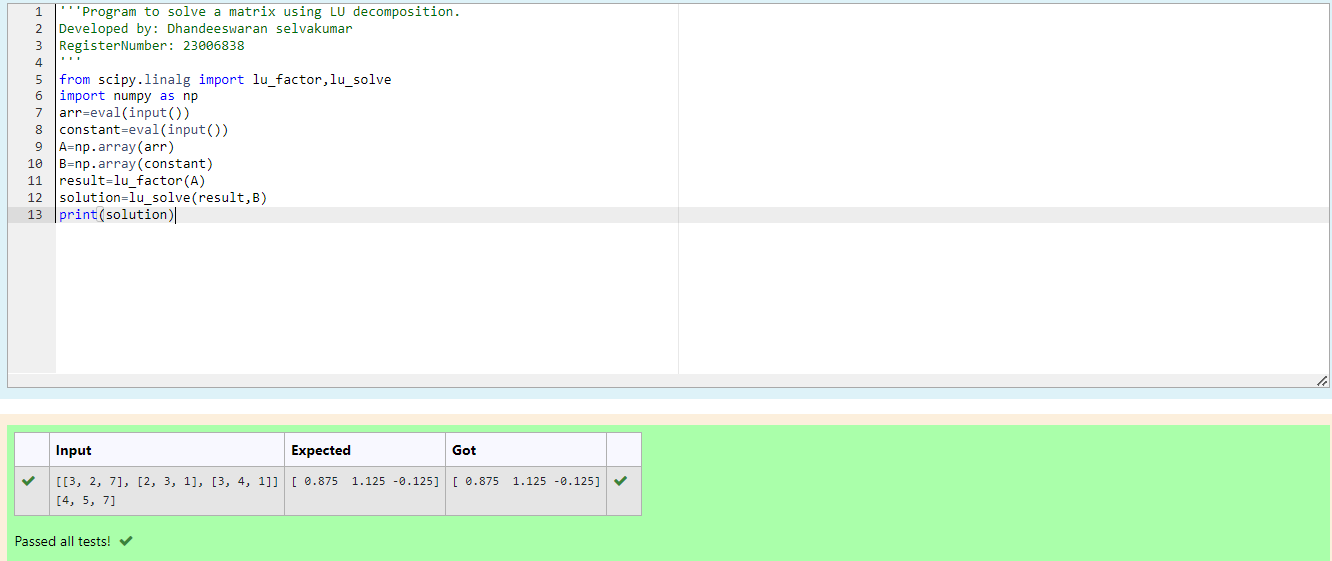 1 '''Program to solve a matrix using LU decomposition.
2 Developed by: Dhandeeswaran selvakumar
3 RegisterNumber: 23006838
4 '''
5 from scipy.linalg import lu_factor,lu_solve
6 import numpy as np
7 arr=eval(input())
8 constant=eval(input())
9 A=np.array(arr)
10 B=np.array(constant)
11 result=lu_factor(A)
12 solution=lu_solve(result,B)
13 print(solution)
Input Expected Got
[[3, 2, 7], [2, 3, 1], [3, 4, 1]] [ 0.875  1.125 -0.125] [ 0.875  1.125 -0.125]
[4, 5, 7]
Passed all tests!